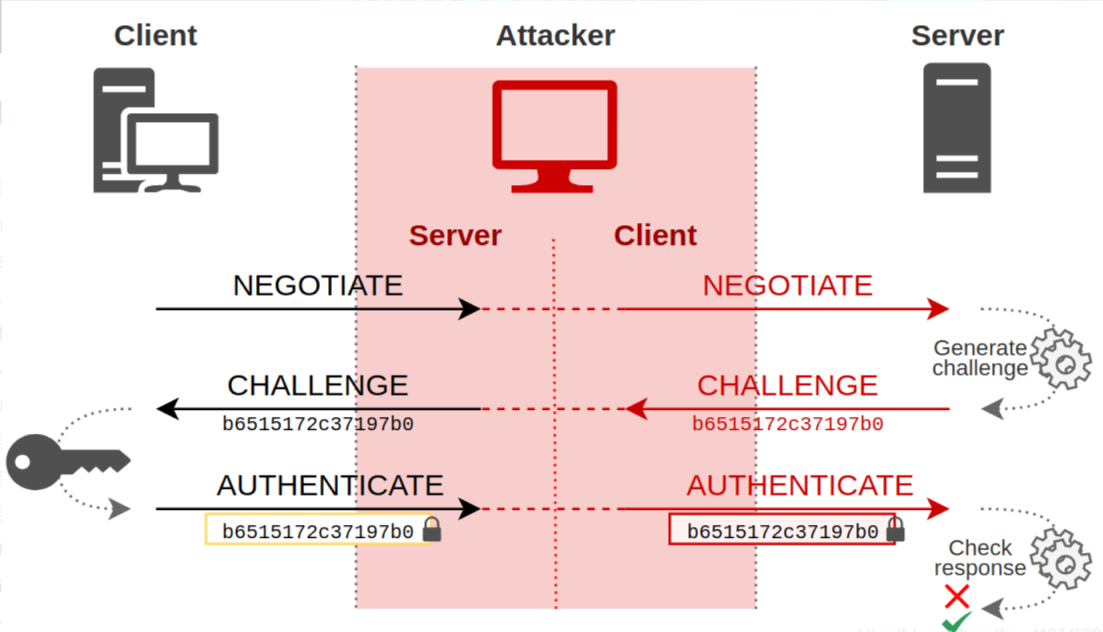 Client
Attacker
Server
Server
Client
NEGOTIATE
NEGOTIATE
Generate
challenge
CHALLENGE
CHALLENGE
b6515172c37197b0
b6515172c37197b0
AUTHENTICATE
AUTHENTICATE
b6515172c37197b0
b6515172c37197b0
Check
response